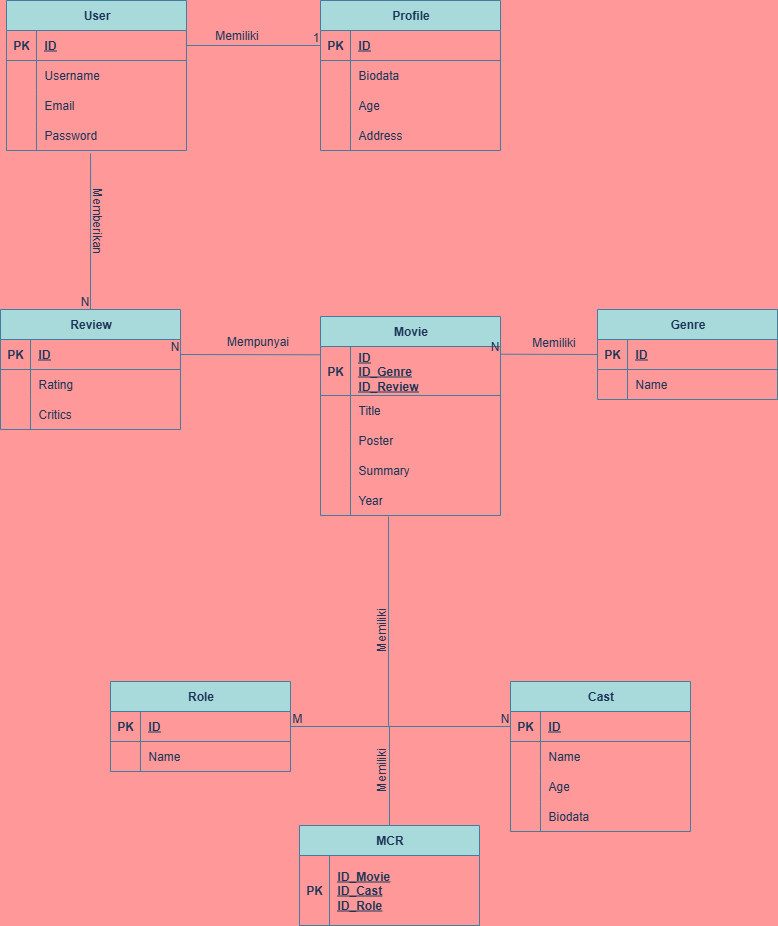 User
PK ID
Username
Email
Password
Memiliki
1
Profile
PK ID
Biodata
Age
Address
Memberikan
N
Review
PK ID
Rating
Critics
N
Mempunyai
Movie
PK ID
ID_Genre
ID_Review
Title
Poster
Summary
Year
N
Memiliki
Genre
PK ID
Name
Memiliki
Role
PK ID
Name
M
N
Cast
PK ID
Name
Age
Biodata
Memiliki
MCR
PK ID_Movie
ID_Cast
ID_Role